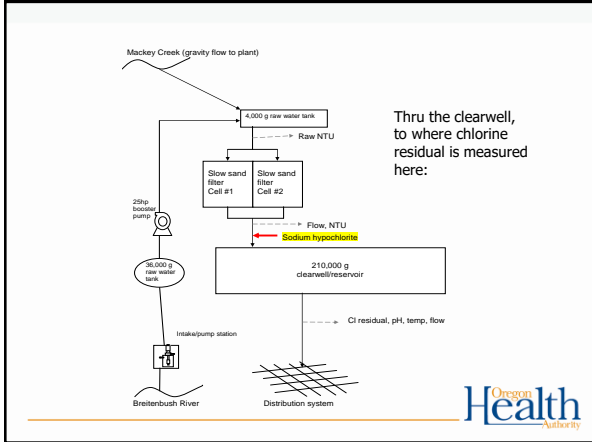 Mackey Creek (gravity flow to plant)
4,000 g raw water tank
Raw NTU
Thru the clearwell,
to where chlorine
residual is measured
here:
Slow sand
filter
Cell #1
Slow sand
filter
Cell #2
25hp
booster
pump
Flow, NTU
Sodium hypochlorite
36,000 g
raw water
tank
210,000 g
clearwell/reservoir
Cl residual, pH, temp, flow
Intake/pump station
Breitenbush River
Distribution system
Oregon
Health
Authority